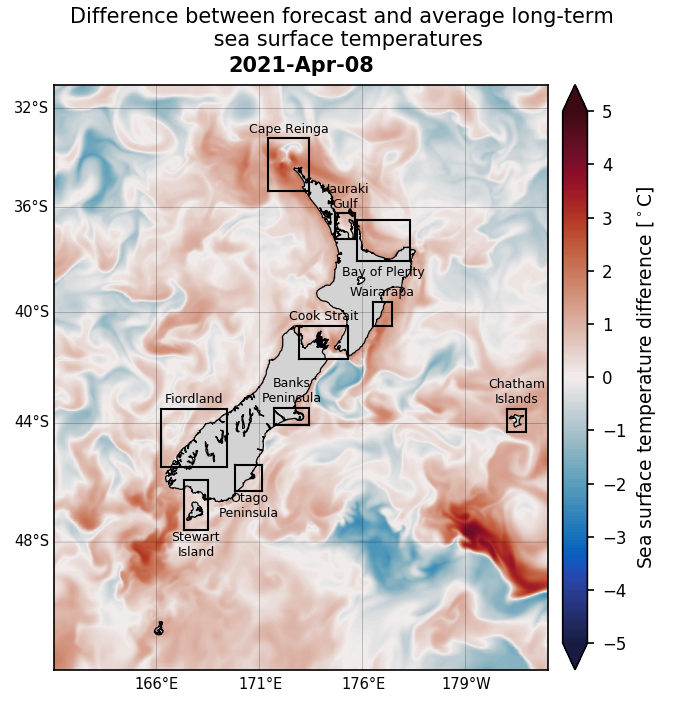 Difference between forecast and average long-term
sea surface temperatures
2021-Apr-08
32°S
36°S
40°S
44°S
48°S
Cape Reinga
Hauraki
Gulf
Bay of Plenty
Wairarapa
Cook Strait
Banks
Peninsula
Fiordland
Chatham
Islands
Otago
Peninsula
Stewart
Island
166°E
171°E
176°E
179°W
5
4
3
2
1
0
−1
−2
−3
−4
−5
Sea surface temperature difference [°C]